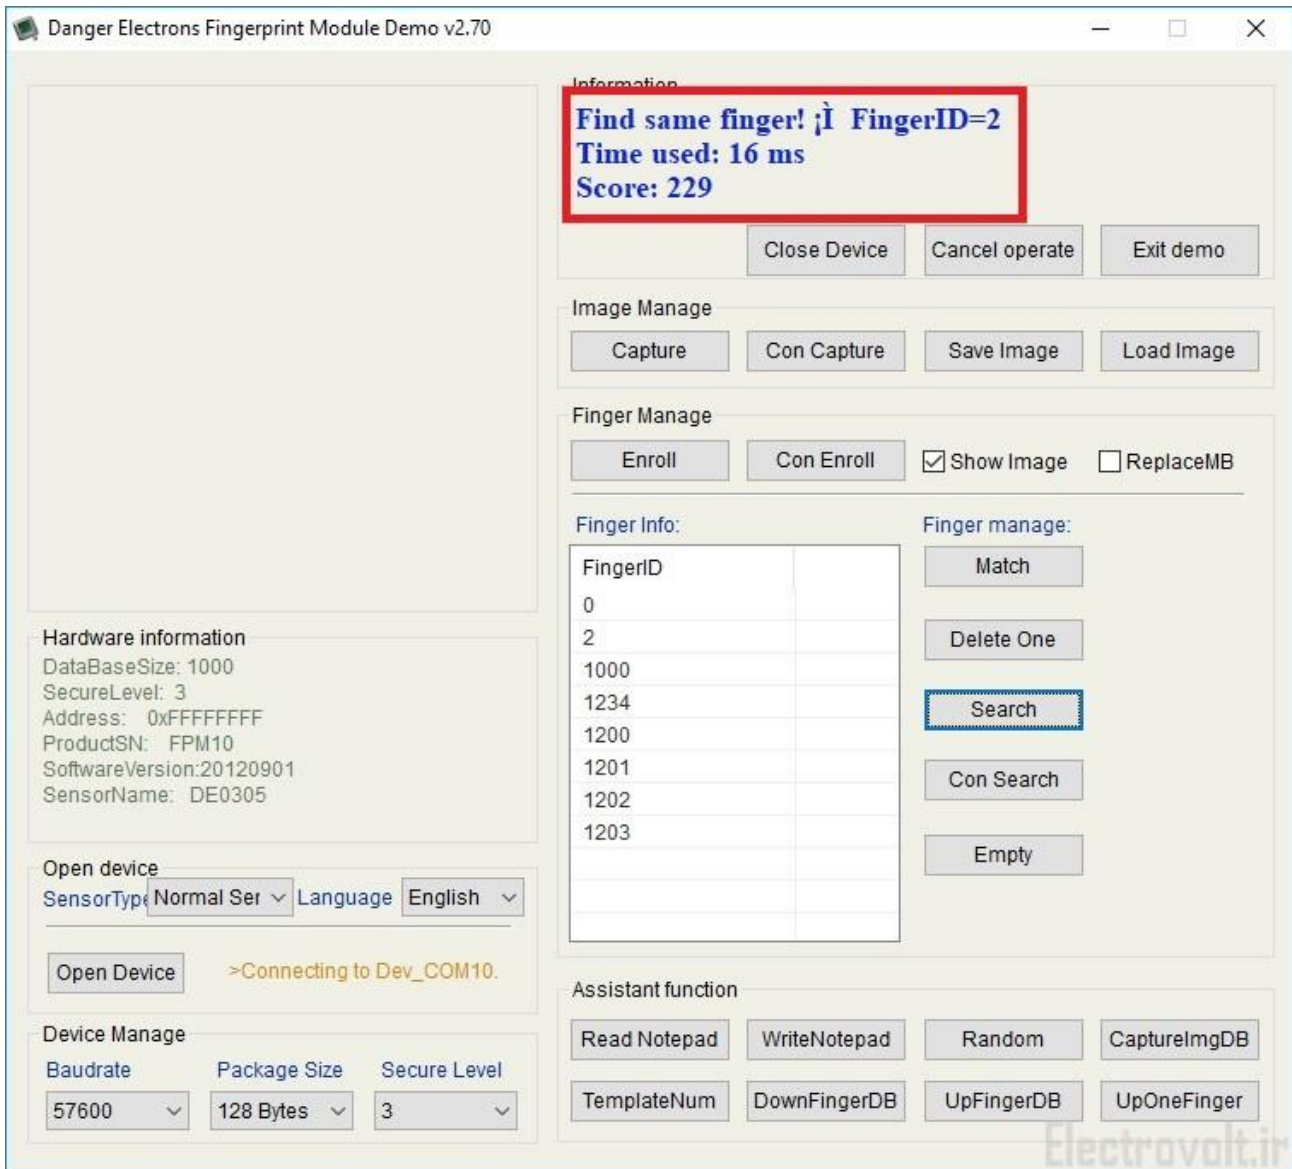 Danger Electrons Fingerprint Module Demo v2.70
Information
Find same finger! ¡Ì FingerID=2
Time used: 16 ms
Score: 229
Close Device Cancel operate Exit demo
Image Manage
Capture Con Capture Save Image Load Image
Finger Manage
Enroll Con Enroll Show Image ReplaceMB
Finger Info: Finger manage:
FingerID
0
2
1000
1234
1200
1201
1202
1203
Match
Delete One
Search
Con Search
Empty
Hardware information
DataBaseSize: 1000
SecureLevel: 3
Address: 0xFFFFFFFF
ProductSN: FPM10
SoftwareVersion:20120901
SensorName: DE0305
Open device
SensorType Normal Ser Language English
Open Device >Connecting to Dev_COM10.
Device Manage
Baudrate Package Size Secure Level
57600 128 Bytes 3
Assistant function
Read Notepad WriteNotepad Random CaptureImgDB
TemplateNum DownFingerDB UpFingerDB UpOneFinger
Electrovolt.ir